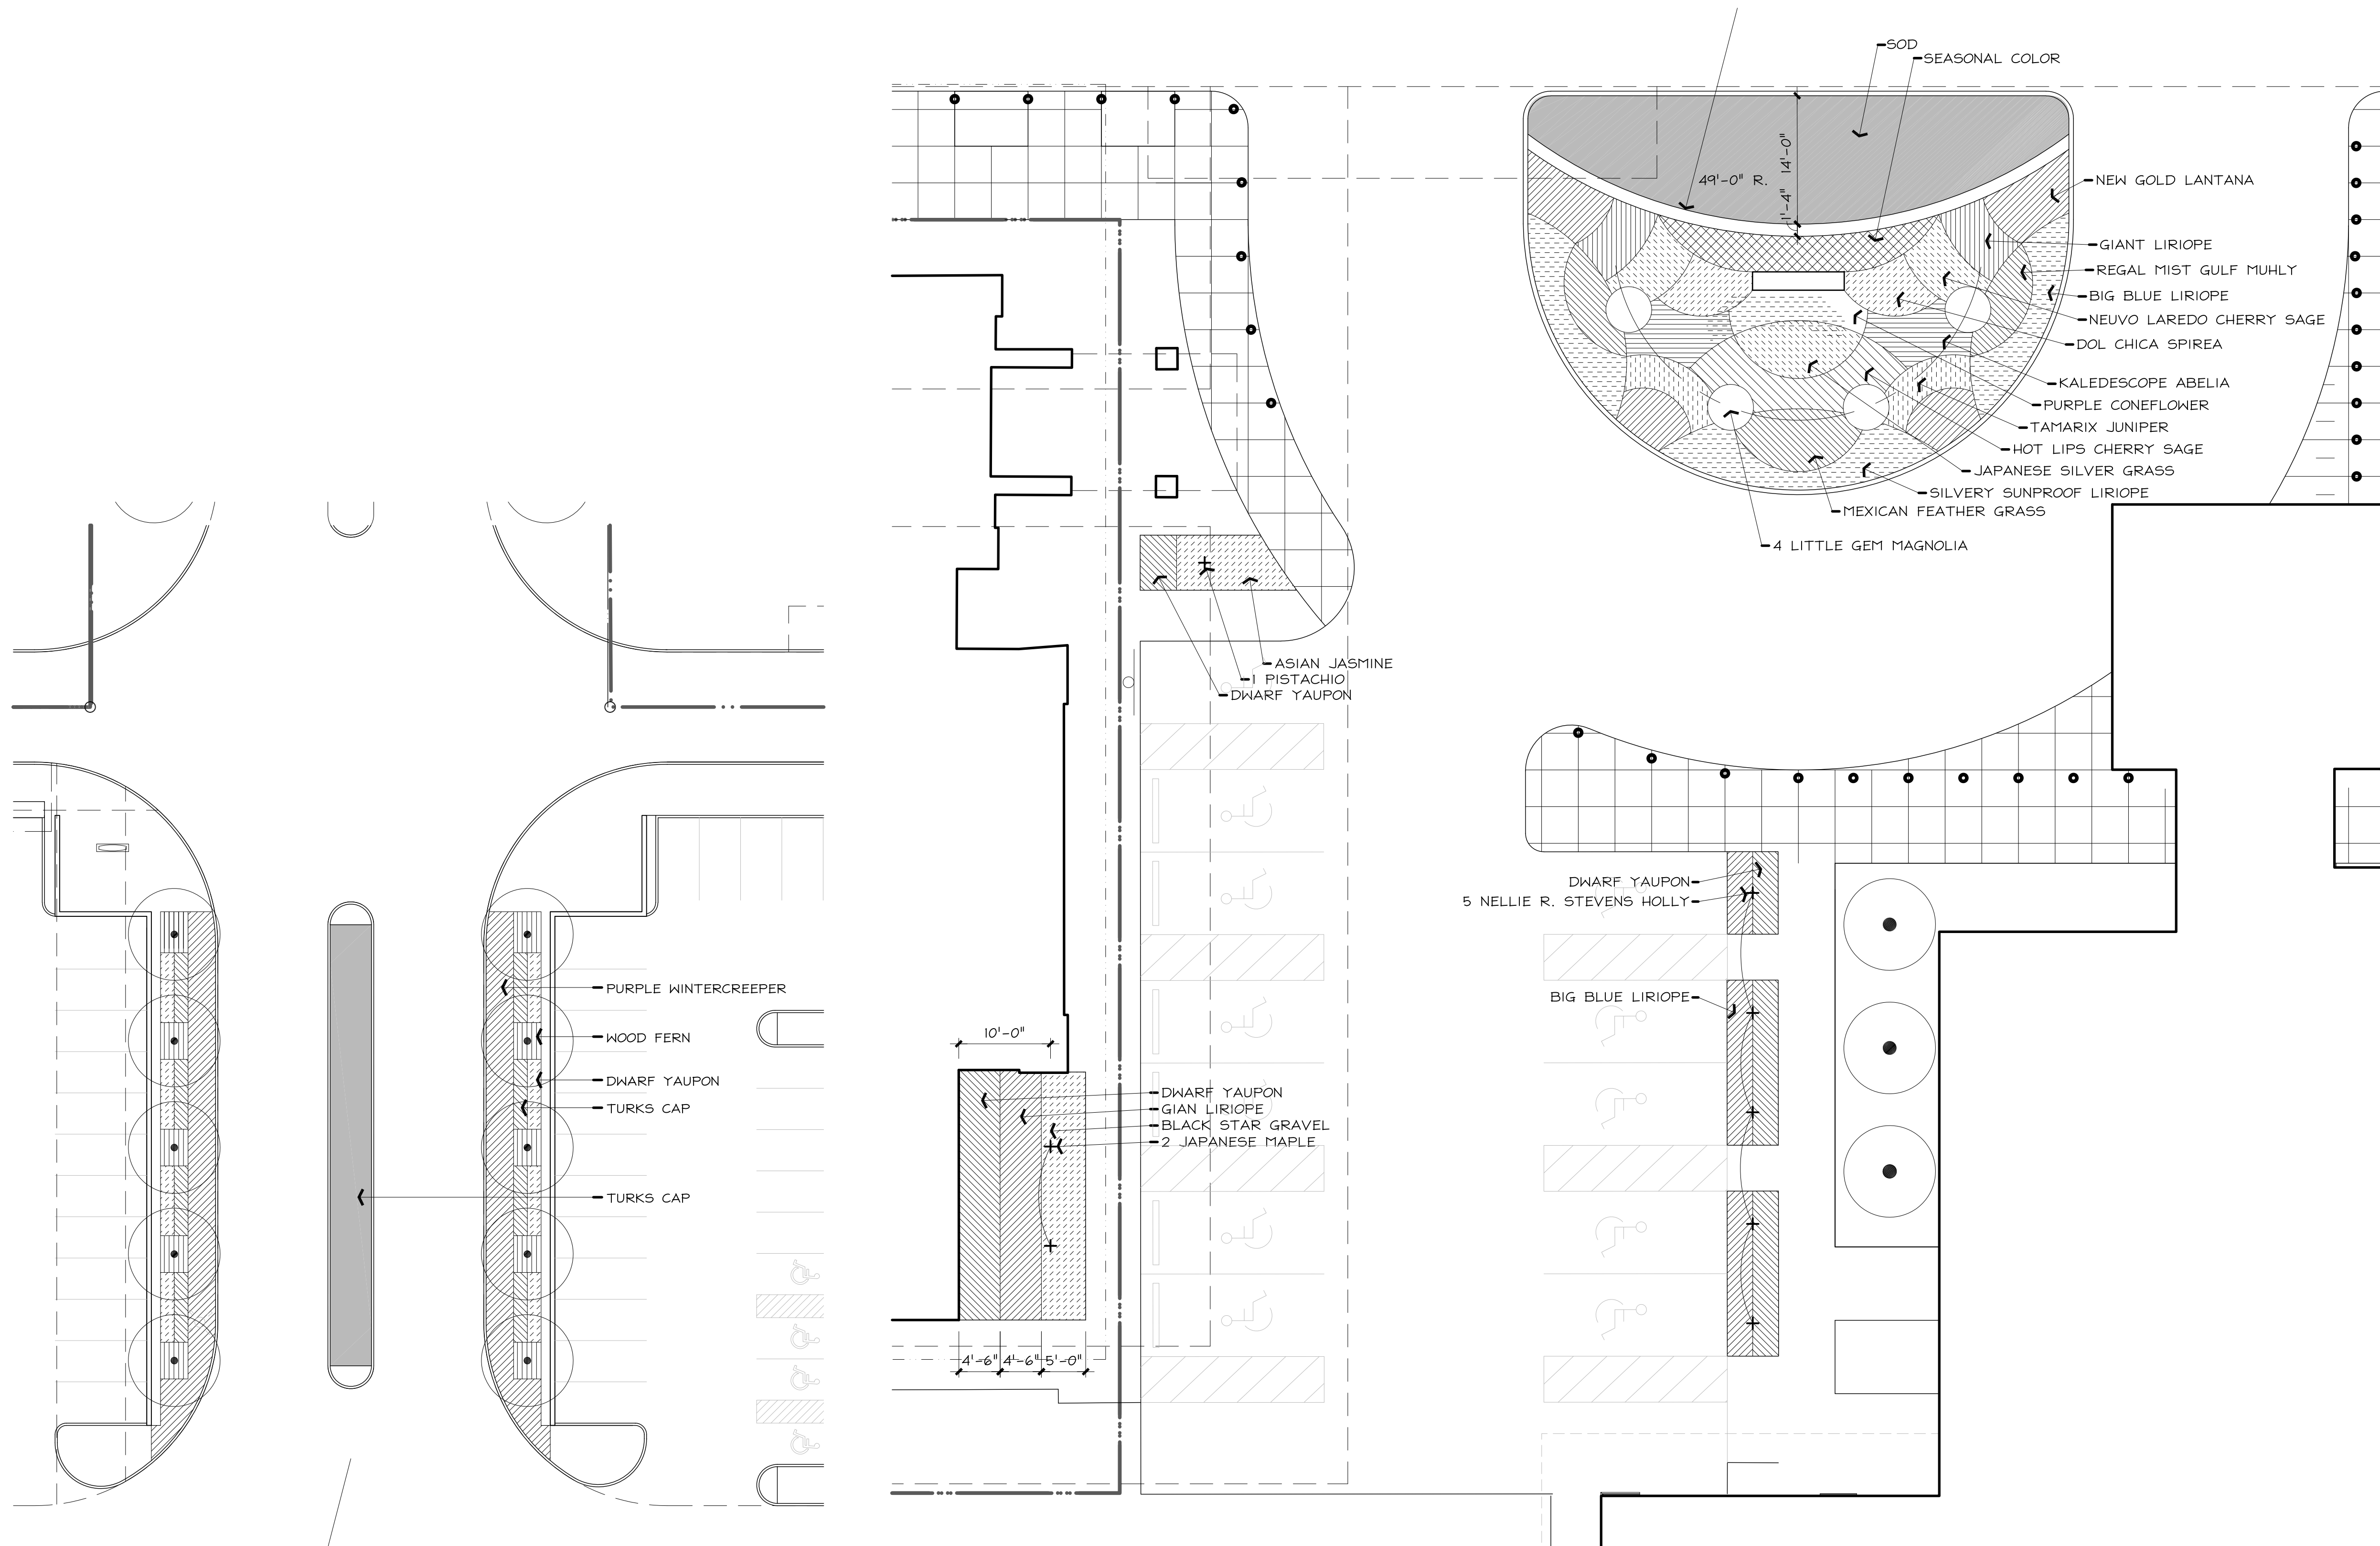 SOD
SEASONAL COLOR
14'-0"
49'-0" R.
1'-4"
NEW GOLD LANTANA
GIANT LIRIOPE
REGAL MIST GULF MUHLY
BIG BLUE LIRIOPE
NEUVO LAREDO CHERRY SAGE
DOL CHICA SPIREA
KALEDESCOPE ABELIA
PURPLE CONEFLOWER
TAMARIX JUNIPER
HOT LIPS CHERRY SAGE
JAPANESE SILVER GRASS
SILVERY SUNPROOF LIRIOPE
MEXICAN FEATHER GRASS
4 LITTLE GEM MAGNOLIA
ASIAN JASMINE
1 PISTACHIO
DWARF YAUPON
DWARF YAUPON
5 NELLIE R. STEVENS HOLLY
BIG BLUE LIRIOPE
PURPLE WINTERCREEPER
WOOD FERN
DWARF YAUPON
TURKS CAP
TURKS CAP
10'-0"
DWARF YAUPON
GIAN LIRIOPE
BLACK STAR GRAVEL
2 JAPANESE MAPLE
4'-6" 4'-6" 5'-0"